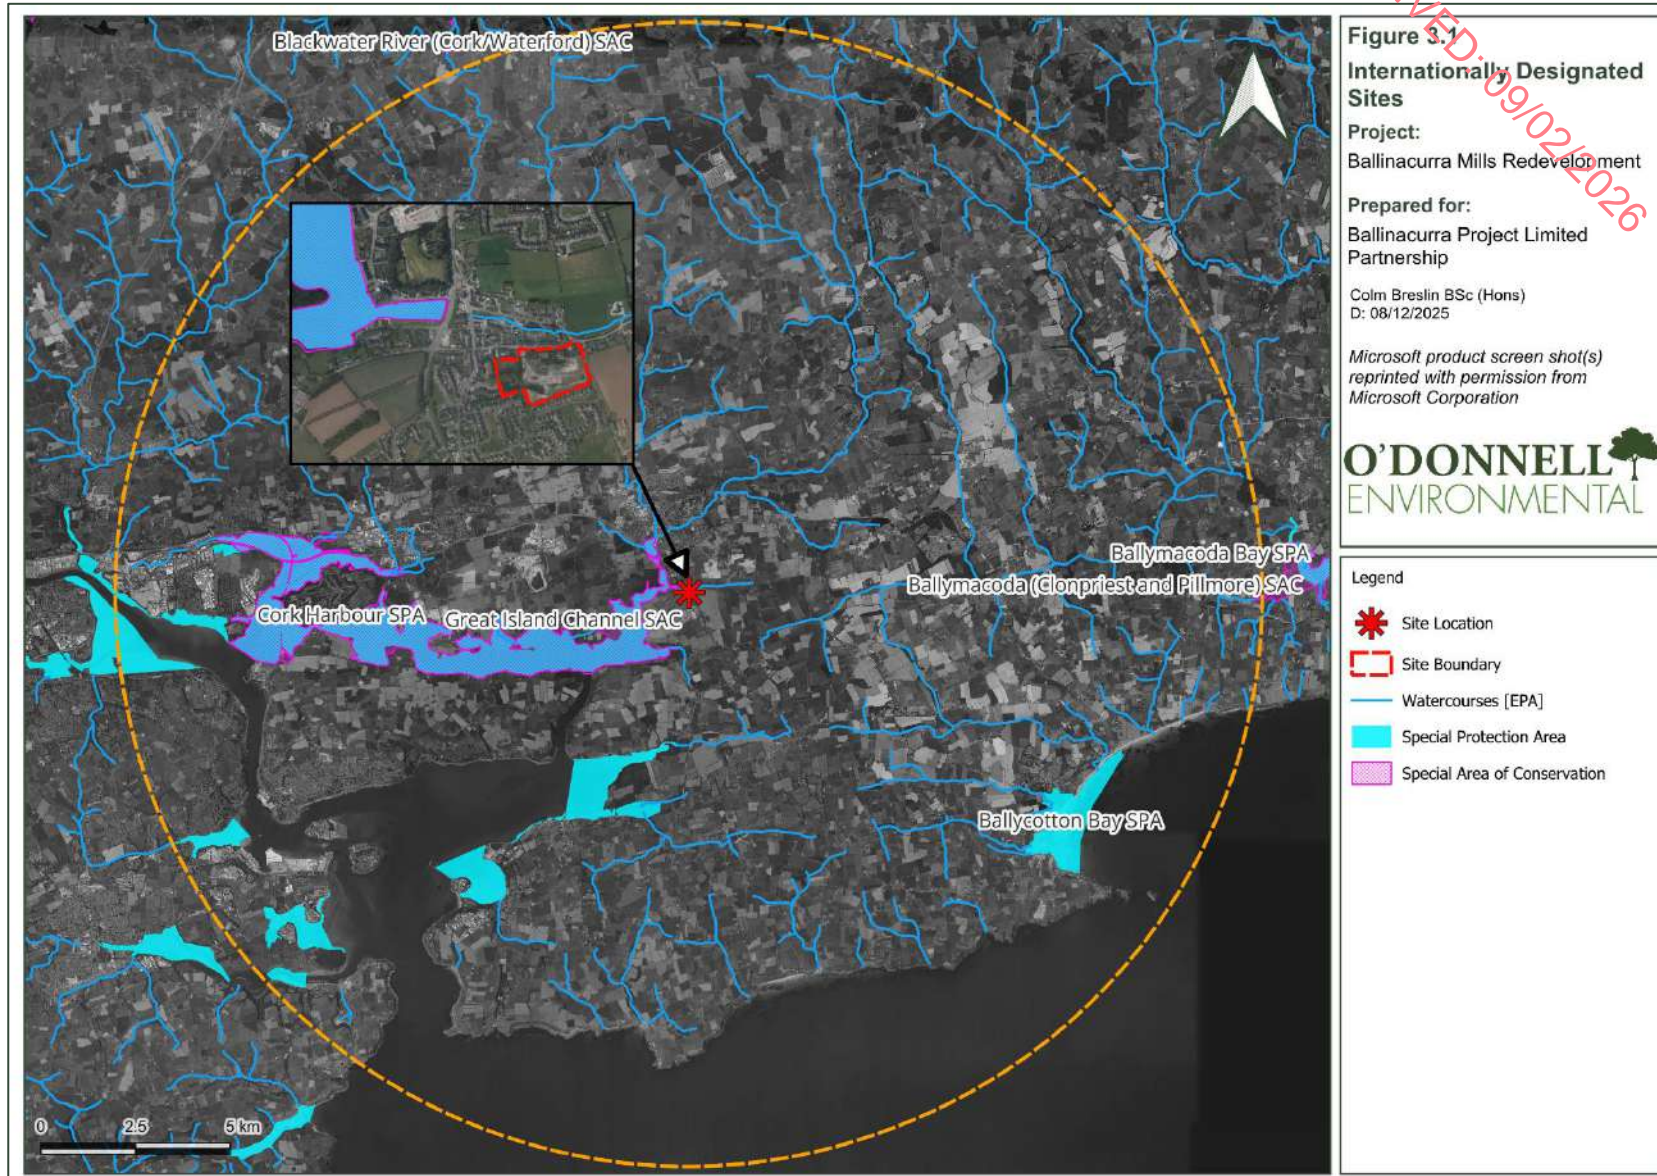 Blackwater River (Cork/Waterford) SAC
Ballymacoda Bay SPA
Ballymacoda (Clonpriest and Pillmore) SAC
Cork Harbour SPA
Great Island Channel SAC
Ballycotton Bay SPA
0 2.5 5 km
VED: 09/02/2026
Figure 3.1
Internationally Designated
Sites
Project:
Ballinacurra Mills Redevelopment
Prepared for:
Ballinacurra Project Limited
Partnership
Colm Breslin BSc (Hons)
D: 08/12/2025
Microsoft product screen shot(s)
reprinted with permission from
Microsoft Corporation
O'DONNELL
ENVIRONMENTAL
Legend
Site Location
Site Boundary
Watercourses [EPA]
Special Protection Area
Special Area of Conservation